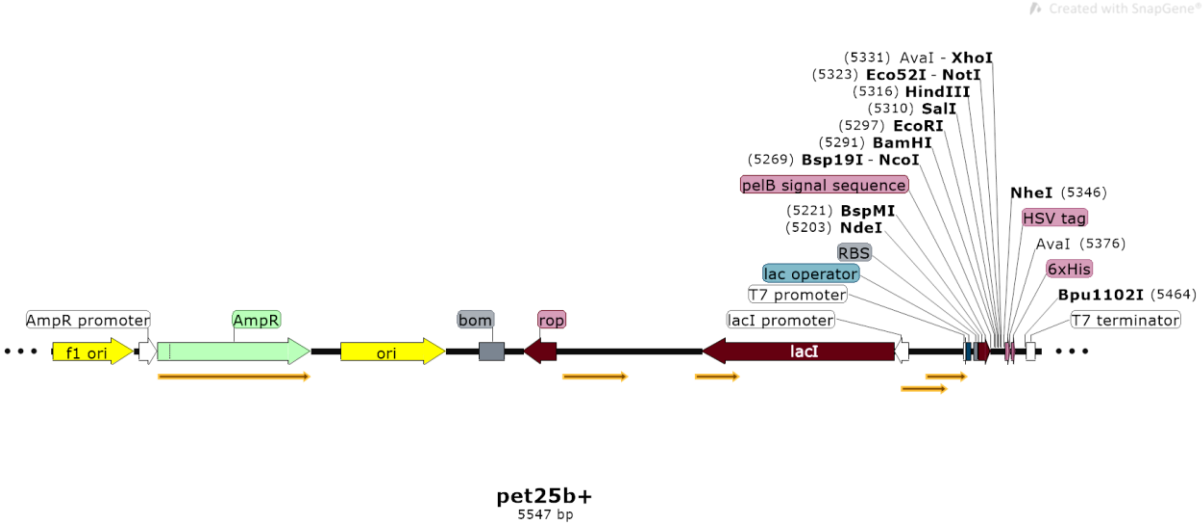 Created with SnapGene®
(5331) AvaI - XhoI
(5323) Eco52I - NotI
(5316) HindIII
(5310) SalI
(5297) EcoRI
(5291) BamHI
(5269) Bsp19I - NcoI
pelB signal sequence
NheI (5346)
(5221) BspMI
HSV tag
(5203) NdeI
AvaI (5376)
RBS
lac operator
6xHis
T7 promoter
Bpu1102I (5464)
AmpR promoter
AmpR
bom
rop
lacI promoter
T7 terminator
f1 ori
ori
lacI
pet25b+
5547 bp